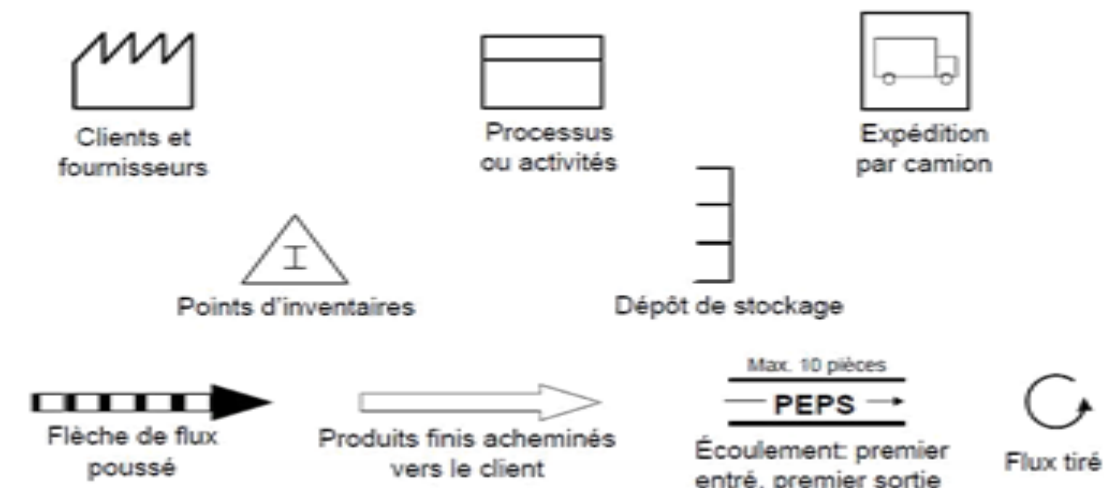 Clients et
fournisseurs
Processus
ou activités
Expédition
par camion
I
Points d'inventaires
Dépôt de stockage
Flèche de flux
poussé
Produits finis acheminés
vers le client
Max. 10 pièces
PEPS
Écoulement: premier
entré, premier sortie
Flux tiré